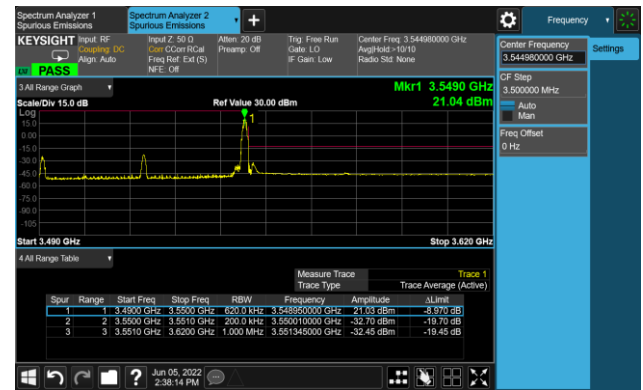 Spectrum Analyzer 1
Spurious Emissions
Spectrum Analyzer 2
Spurious Emissions
Frequency
KEYSIGHT
Input: RF
Coupling: DC
Align: Auto
Input Z: 50 Ω
Corr CCorr RCal
Freq Ref: Ext (S)
NFE: Off
Atten: 20 dB
Preamp: Off
Trig: Free Run
Gate: LO
IF Gain: Low
Center Freq: 3.544980000 GHz
Avg|Hold:>10/10
Radio Std: None
PASS
Center Frequency
3.544980000 GHz
Settings
CF Step
3.500000 MHz
Auto
Man
Freq Offset
0 Hz
3 All Range Graph
Mkr1 3.5490 GHz
21.04 dBm
Scale/Div 15.0 dB
Ref Value 30.00 dBm
Log
15.0
0.00
-15.0
-30.0
-45.0
-60.0
-75.0
-90.0
-105
1
Start 3.490 GHz
Stop 3.620 GHz
4 All Range Table
Measure Trace Trace 1
Trace Type Trace Average (Active)
Spur Range Start Freq Stop Freq RBW Frequency Amplitude ΔLimit
1 1 3.4900 GHz 3.5500 GHz 620.0 kHz 3.548950000 GHz 21.03 dBm -8.970 dB
2 2 3.5500 GHz 3.5510 GHz 200.0 kHz 3.550010000 GHz -32.70 dBm -19.70 dB
3 3 3.5510 GHz 3.6200 GHz 1.000 MHz 3.551345000 GHz -32.45 dBm -19.45 dB
Jun 05, 2022
2:38:14 PM